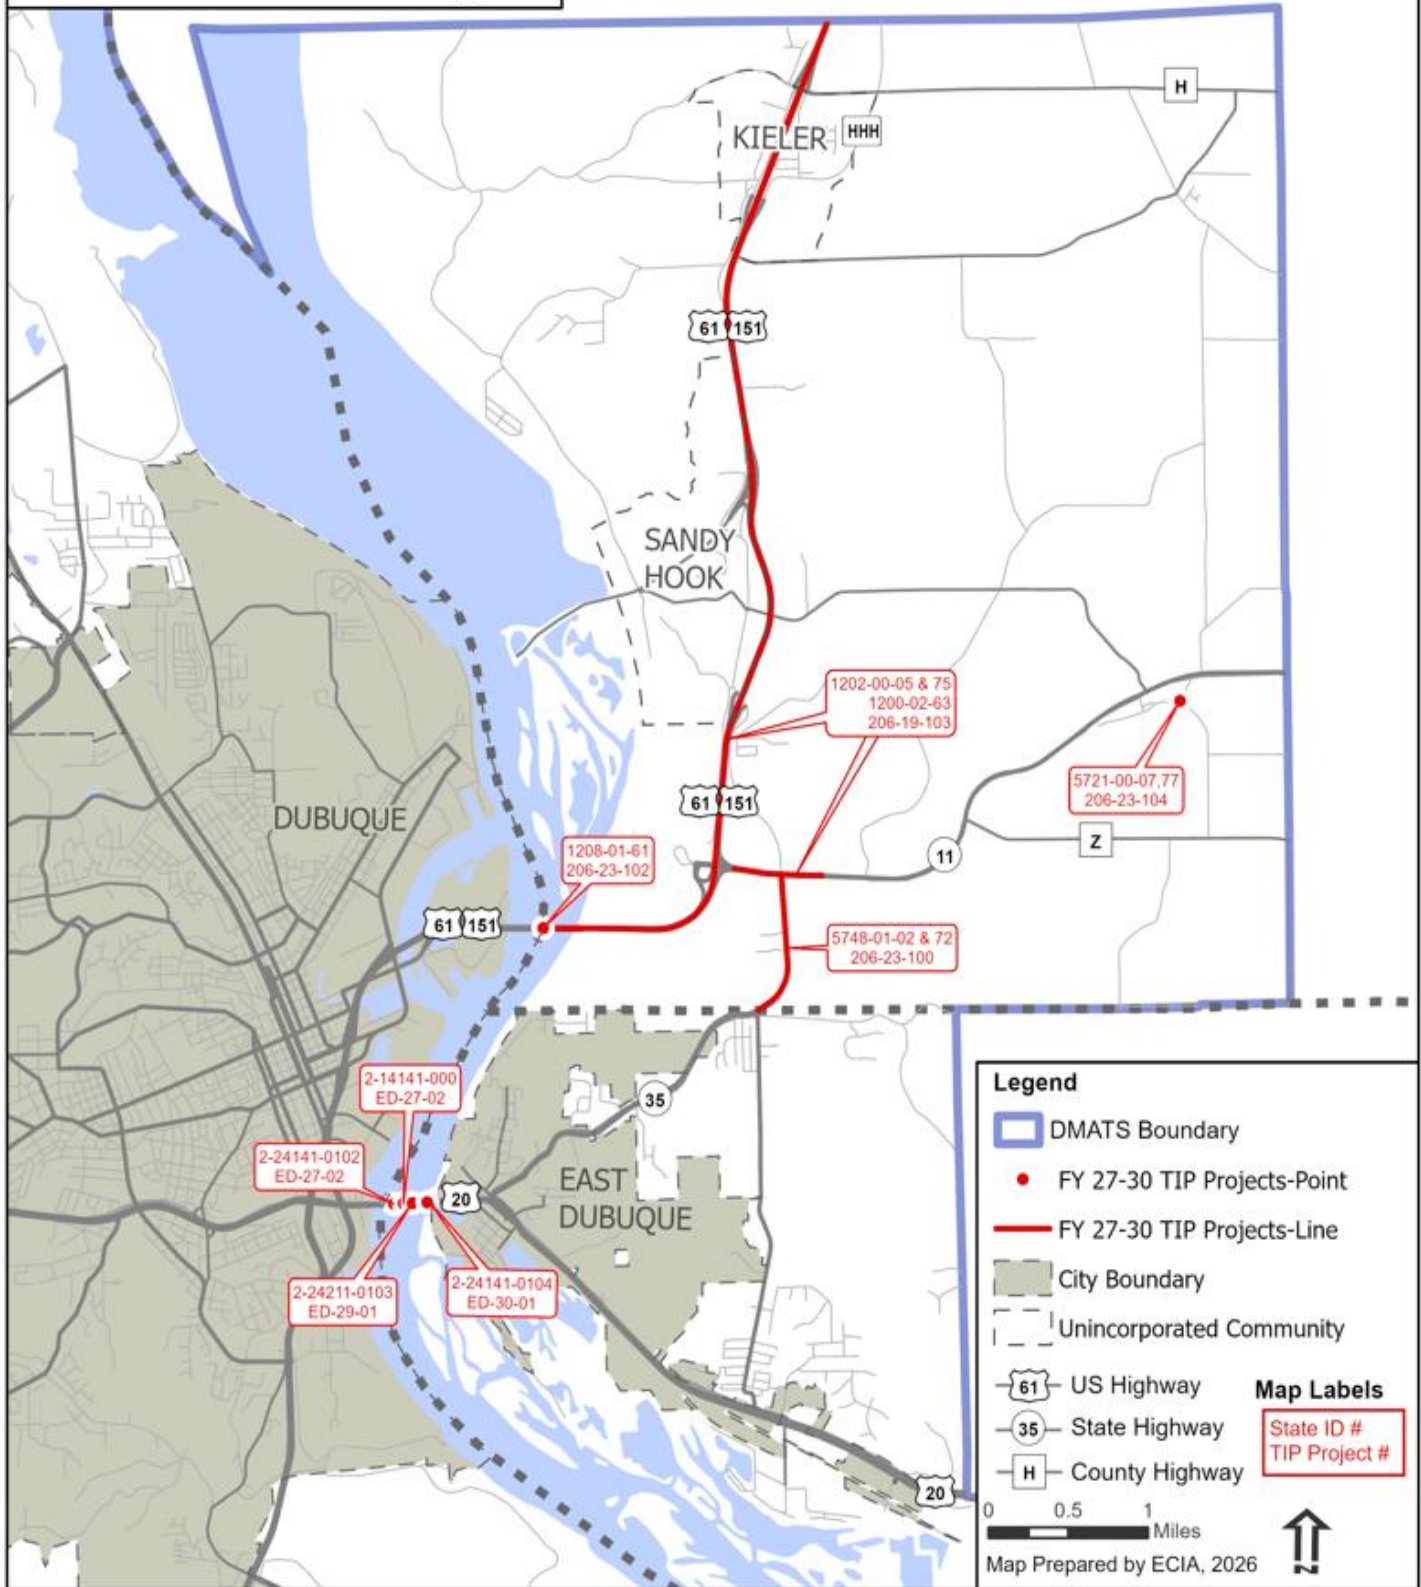 H
KIELER
HHH
61 151
SANDY
HOOK
1202-00-05 & 75
1200-02-63
206-19-103
5721-00-07,77
206-23-104
61 151
DUBUQUE
Z
11
1208-01-61
206-23-102
61 151
5748-01-02 & 72
206-23-100
2-14141-000
ED-27-02
35
2-24141-0102
ED-27-02
EAST
DUBUQUE
20
2-24211-0103
ED-29-01
2-24141-0104
ED-30-01
20
Legend
DMATS Boundary
FY 27-30 TIP Projects-Point
FY 27-30 TIP Projects-Line
City Boundary
Unincorporated Community
61 US Highway
35 State Highway
H County Highway
Map Labels
State ID #
TIP Project #
0 0.5 1
Miles
Map Prepared by ECIA, 2026
N